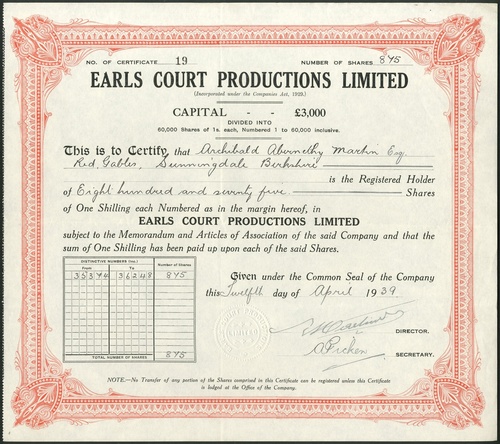 NO. OF CERTIFICATE 19 NUMBER OF SHARES 875
EARLS COURT PRODUCTIONS LIMITED
(Incorporated under the Companies Act, 1929.)
CAPITAL - - £3,000
DIVIDED INTO
60,000 Shares of 1s. each, Numbered 1 to 60,000 inclusive.
This is to Certify, that Archibald Abernethy Martin Esq.
Red Gables, Sunningdale Berkshire
is the Registered Holder
of Eight hundred and seventy five Shares
of One Shilling each Numbered as in the margin hereof, in
EARLS COURT PRODUCTIONS LIMITED
subject to the Memorandum and Articles of Association of the said Company and that the
sum of One Shilling has been paid up upon each of the said Shares.
DISTINCTIVE NUMBERS (Inc.) Number of Shares
From To
35374 36248 875
TOTAL NUMBER OF SHARES 875
Given under the Common Seal of the Company
this Twelfth day of April 1939
DIRECTOR.
SECRETARY.
NOTE.—No Transfer of any portion of the Shares comprised in this Certificate can be registered unless this Certificate
is lodged at the Office of the Company.